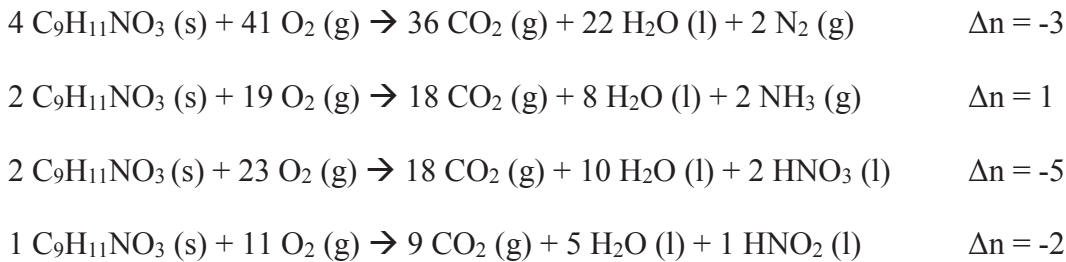 4 C₉H₁₁NO₃ (s) + 41 O₂ (g) → 36 CO₂ (g) + 22 H₂O (l) + 2 N₂ (g) Δn = -3
2 C₉H₁₁NO₃ (s) + 19 O₂ (g) → 18 CO₂ (g) + 8 H₂O (l) + 2 NH₃ (g) Δn = 1
2 C₉H₁₁NO₃ (s) + 23 O₂ (g) → 18 CO₂ (g) + 10 H₂O (l) + 2 HNO₃ (l) Δn = -5
1 C₉H₁₁NO₃ (s) + 11 O₂ (g) → 9 CO₂ (g) + 5 H₂O (l) + 1 HNO₂ (l) Δn = -2